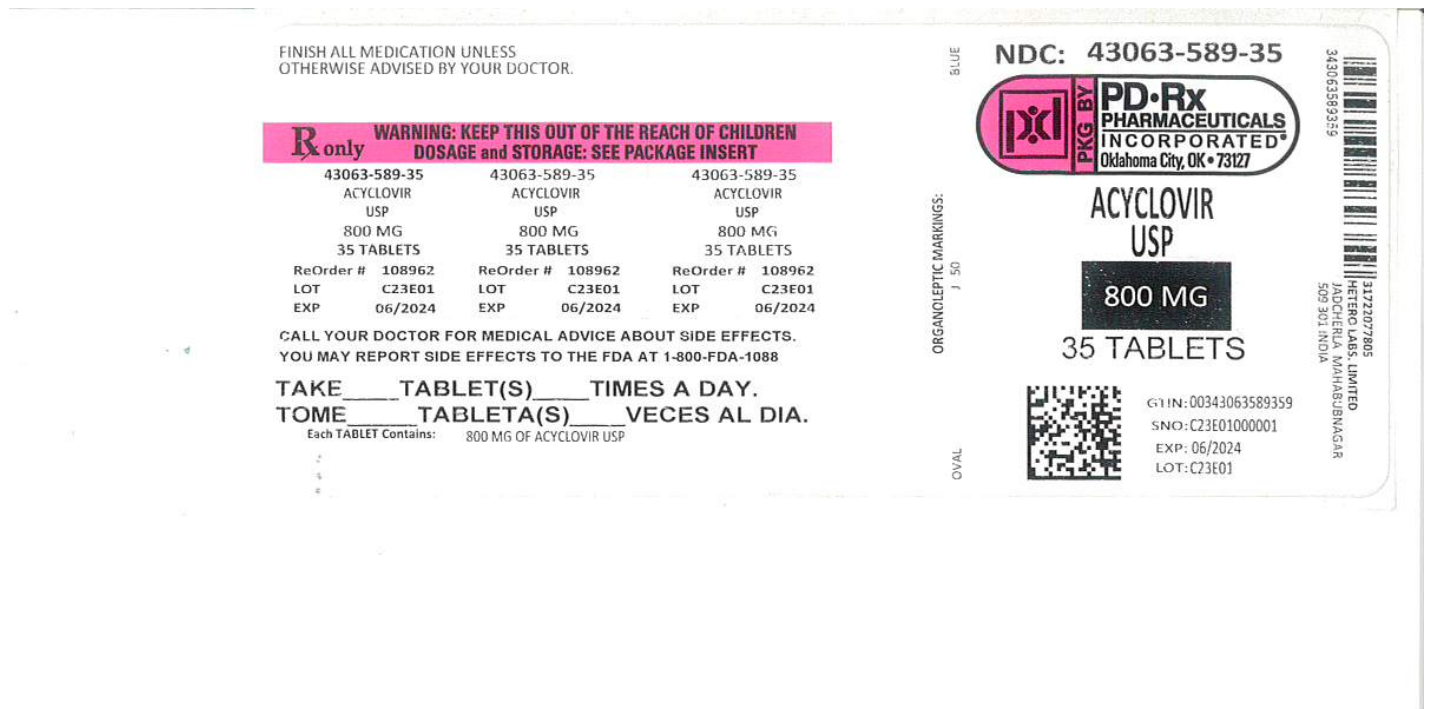 FINISH ALL MEDICATION UNLESS
OTHERWISE ADVISED BY YOUR DOCTOR.
Rx only
WARNING: KEEP THIS OUT OF THE REACH OF CHILDREN
DOSAGE and STORAGE: SEE PACKAGE INSERT
43063-589-35 43063-589-35 43063-589-35
ACYCLOVIR ACYCLOVIR ACYCLOVIR
USP USP USP
800 MG 800 MG 800 MG
35 TABLETS 35 TABLETS 35 TABLETS
ReOrder # 108962 ReOrder # 108962 ReOrder # 108962
LOT C23E01 LOT C23E01 LOT C23E01
EXP 06/2024 EXP 06/2024 EXP 06/2024
CALL YOUR DOCTOR FOR MEDICAL ADVICE ABOUT SIDE EFFECTS.
YOU MAY REPORT SIDE EFFECTS TO THE FDA AT 1-800-FDA-1088
TAKE____TABLET(S)____TIMES A DAY.
TOME_____TABLETA(S)____VECES AL DIA.
Each TABLET Contains: 800 MG OF ACYCLOVIR USP
ORGANOLEPTIC MARKINGS:
OVAL J 50 BLUE
NDC: 43063-589-35
PKG BY
PD•Rx
PHARMACEUTICALS
INCORPORATED®
Oklahoma City, OK • 73127
ACYCLOVIR
USP
800 MG
35 TABLETS
GTIN: 00343063589359
SNO: C23E01000001
EXP: 06/2024
LOT: C23E01
343063589359
317222077805
HETERO LABS. LIMITED
JADCHERLA MAHABUBNAGAR
509 301 INDIA